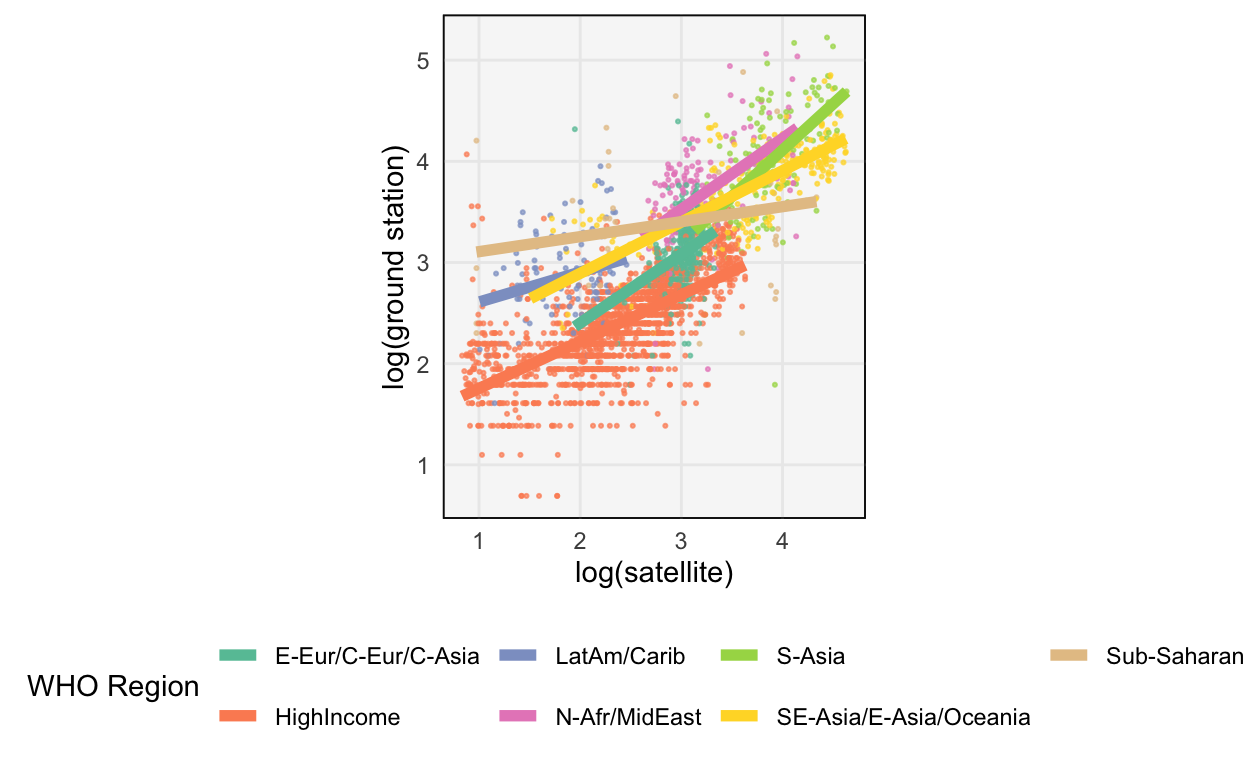 5
4
3
2
1
log(ground station)
1 2 3 4
log(satellite)
WHO Region
E-Eur/C-Eur/C-Asia LatAm/Carib S-Asia Sub-Saharan
HighIncome N-Afr/MidEast SE-Asia/E-Asia/Oceania